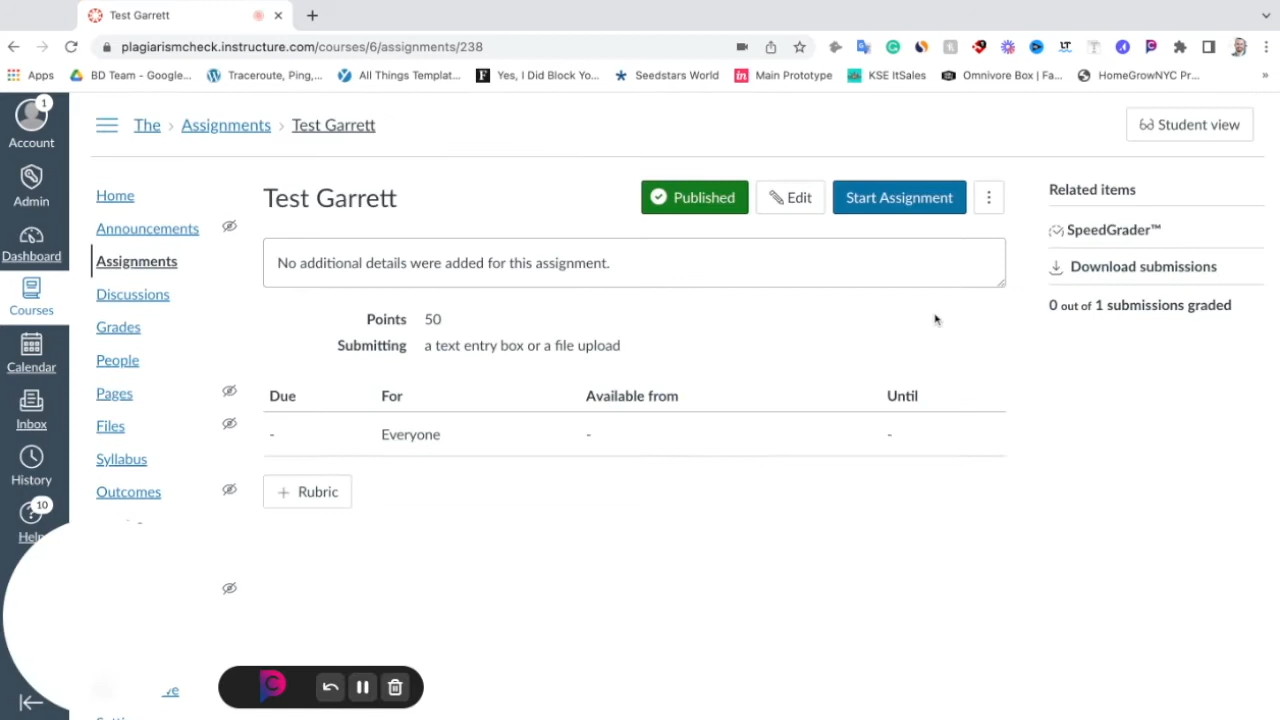 Test Garrett
plagiarismcheck.instructure.com/courses/6/assignments/238
Apps
BD Team - Google...
Traceroute, Ping,...
All Things Templat...
Yes, I Did Block Yo...
Seedstars World
in Main Prototype
KSE ItSales
Omnivore Box | Fa...
HomeGrowNYC Pr...
»
1
Account
Admin
Dashboard
Courses
Calendar
Inbox
History
10
Help
The › Assignments › Test Garrett
Student view
Home
Announcements
Assignments
Discussions
Grades
People
Pages
Files
Syllabus
Outcomes
Test Garrett
Published
Edit
Start Assignment
No additional details were added for this assignment.
Points 50
Submitting a text entry box or a file upload
Due For Available from Until
- Everyone - -
+ Rubric
Related items
SpeedGrader™
Download submissions
0 out of 1 submissions graded